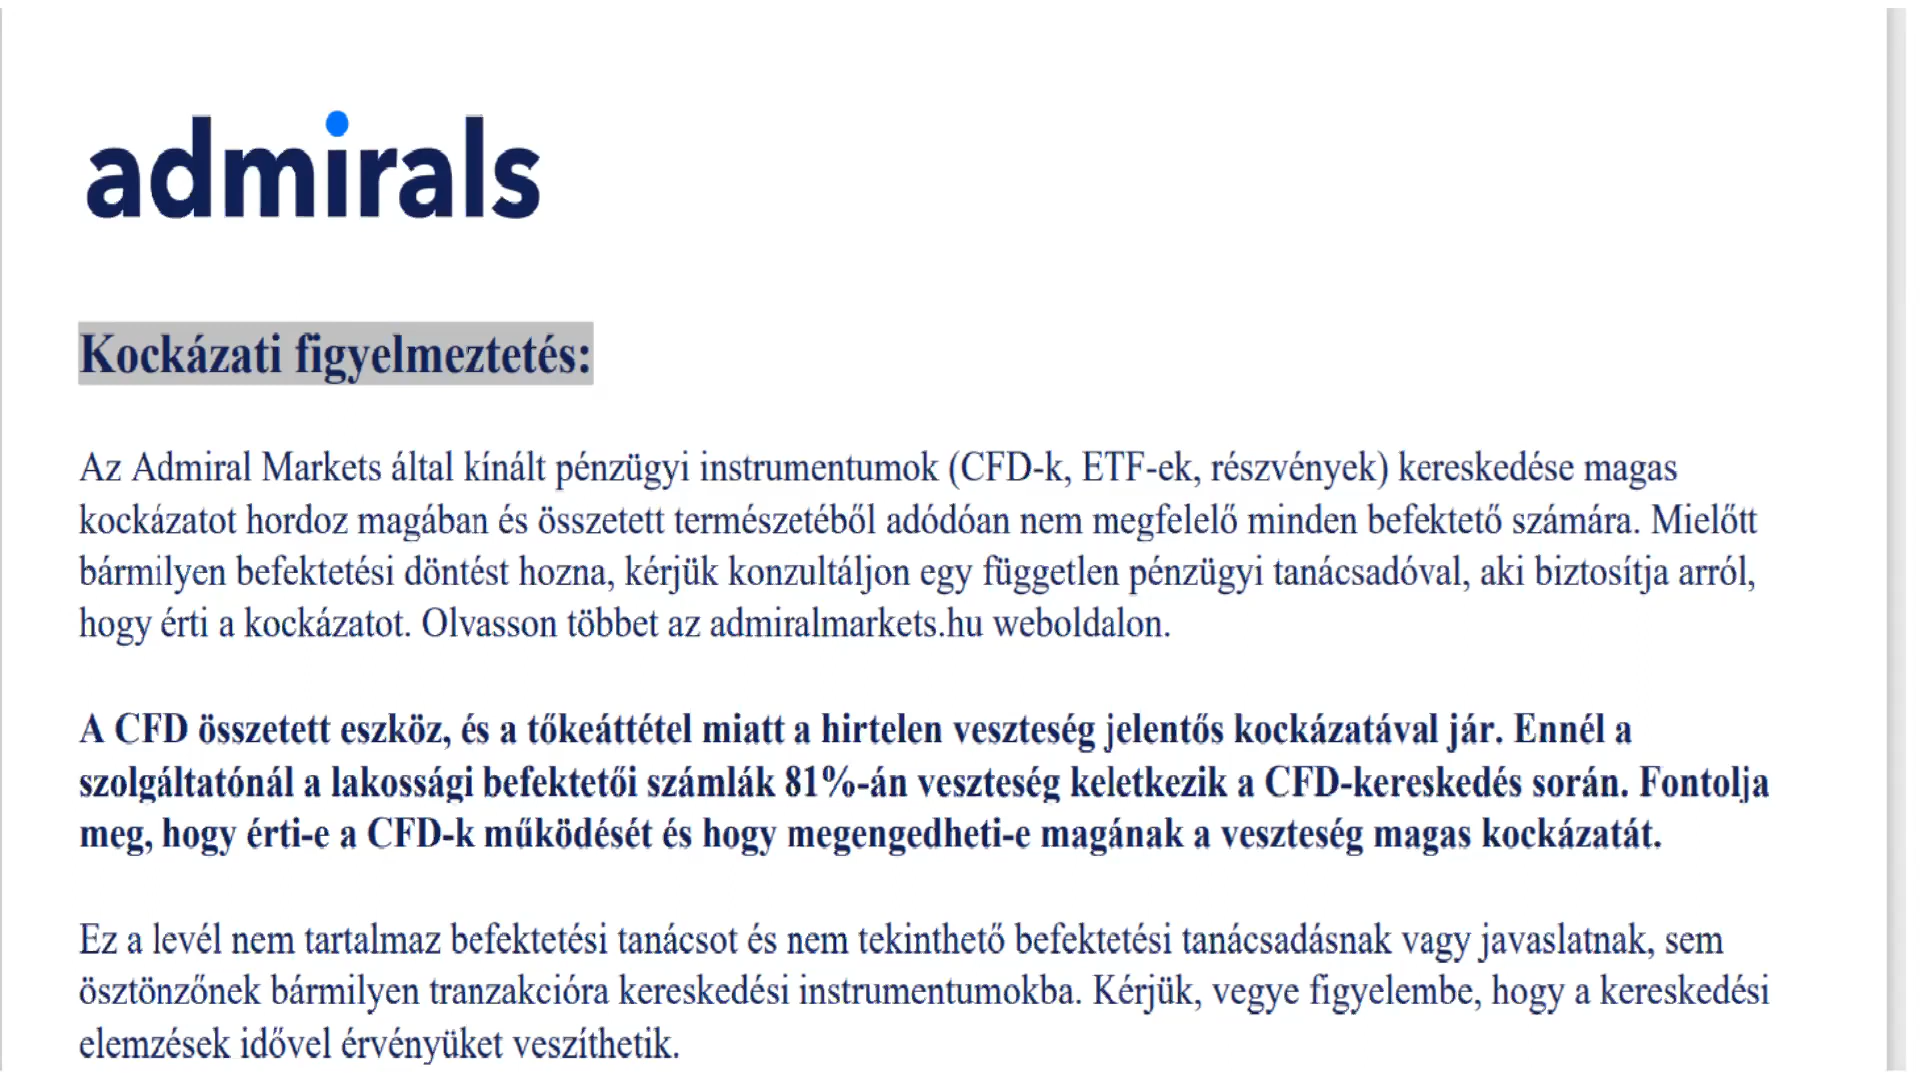 admirals
Kockázati figyelmeztetés:
Az Admiral Markets által kínált pénzügyi instrumentumok (CFD-k, ETF-ek, részvények) kereskedése magas
kockázatot hordoz magában és összetett természetéből adódóan nem megfelelő minden befektető számára. Mielőtt
bármilyen befektetési döntést hozna, kérjük konzultáljon egy független pénzügyi tanácsadóval, aki biztosítja arról,
hogy érti a kockázatot. Olvasson többet az admiralmarkets.hu weboldalon.
A CFD összetett eszköz, és a tőkeáttétel miatt a hirtelen veszteség jelentős kockázatával jár. Ennél a
szolgáltatónál a lakossági befektetői számlák 81%-án veszteség keletkezik a CFD-kereskedés során. Fontolja
meg, hogy érti-e a CFD-k működését és hogy megengedheti-e magának a veszteség magas kockázatát.
Ez a levél nem tartalmaz befektetési tanácsot és nem tekinthető befektetési tanácsadásnak vagy javaslatnak, sem
ösztönzőnek bármilyen tranzakcióra kereskedési instrumentumokba. Kérjük, vegye figyelembe, hogy a kereskedési
elemzések idővel érvényüket veszíthetik.